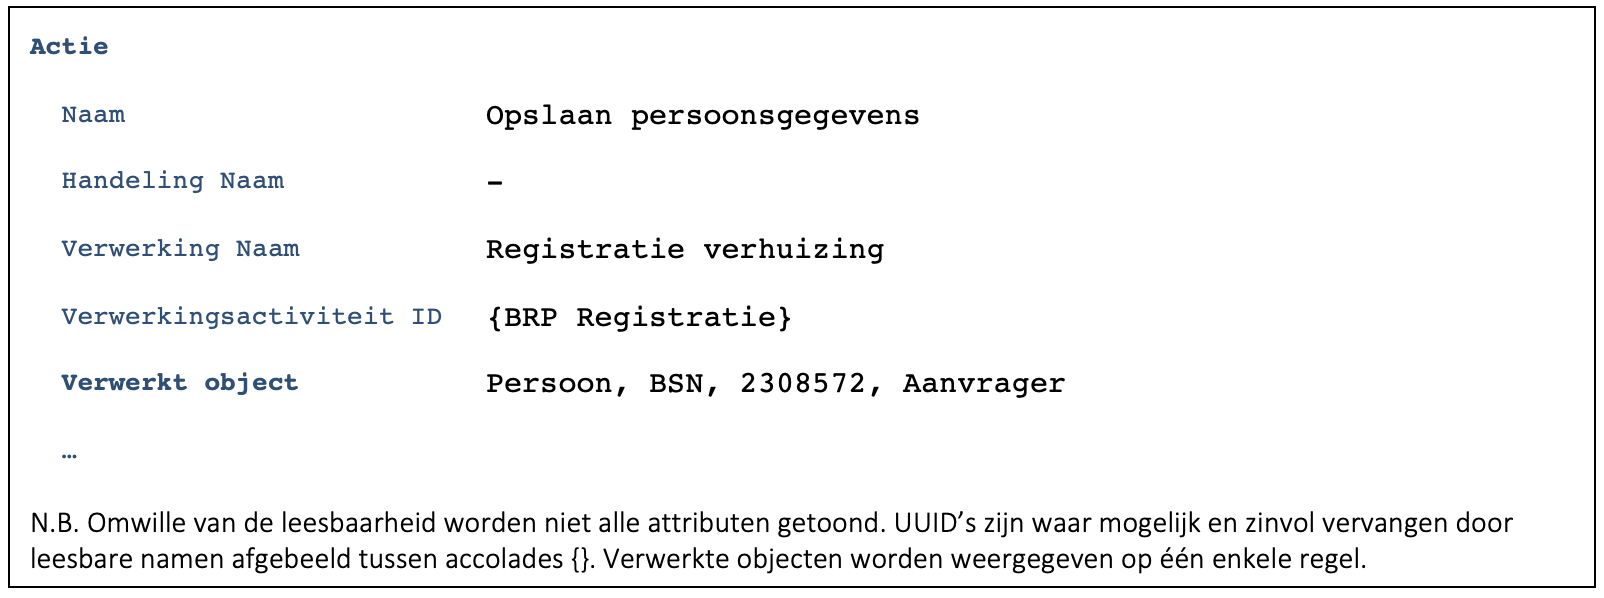 Actie
Naam Opslaan persoonsgegevens
Handeling Naam –
Verwerking Naam Registratie verhuizing
Verwerkingsactiviteit ID {BRP Registratie}
Verwerkt object Persoon, BSN, 2308572, Aanvrager
…
N.B. Omwille van de leesbaarheid worden niet alle attributen getoond. UUID’s zijn waar mogelijk en zinvol vervangen door
leesbare namen afgebeeld tussen accolades {}. Verwerkte objecten worden weergegeven op één enkele regel.